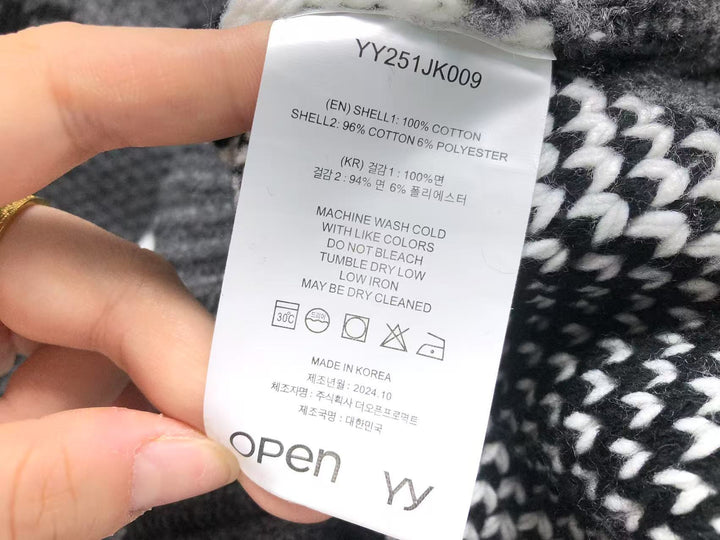 YY251JK009
(EN) SHELL1: 100% COTTON
SHELL2: 96% COTTON 6% POLYESTER
(KR) 겉감 1 : 100%면
겉감 2 : 94% 면 6% 폴리에스터
MACHINE WASH COLD
WITH LIKE COLORS
DO NOT BLEACH
TUMBLE DRY LOW
LOW IRON
MAY BE DRY CLEANED
30C 드라이
MADE IN KOREA
제조년월 : 2024.10
제조자명 : 주식회사 더오픈프로덕트
제조국명 : 대한민국
open YY